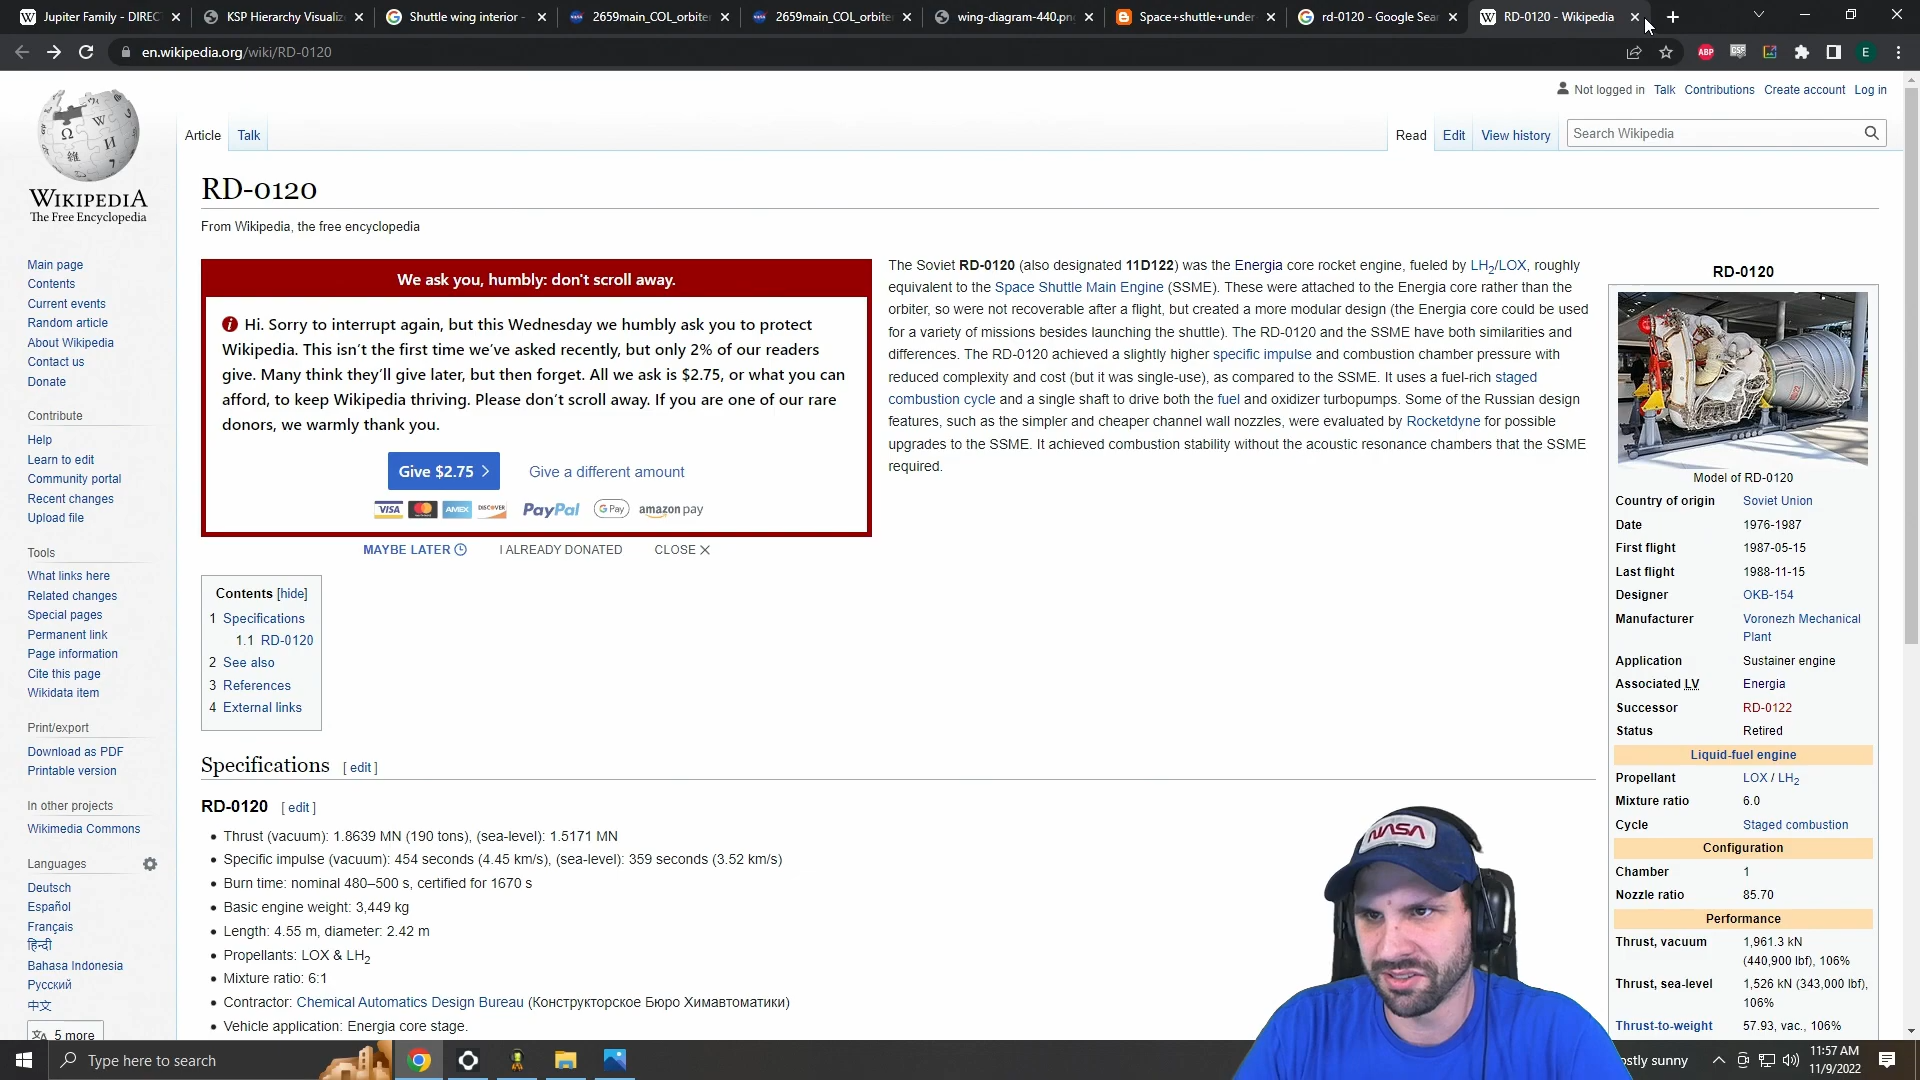 Jupiter Family - DIREC
KSP Hierarchy Visualiz
Shuttle wing interior -
2659main_COL_orbite
2659main_COL_orbite
wing-diagram-440.pn
Space+shuttle+under
rd-0120 - Google Sea
RD-0120 - Wikipedia
en.wikipedia.org/wiki/RD-0120
ABP
E
Not logged in Talk Contributions Create account Log in
Article Talk
Read Edit View history
Search Wikipedia
WIKIPEDIA
The Free Encyclopedia
Main page
Contents
Current events
Random article
About Wikipedia
Contact us
Donate
Contribute
Help
Learn to edit
Community portal
Recent changes
Upload file
Tools
What links here
Related changes
Special pages
Permanent link
Page information
Cite this page
Wikidata item
Print/export
Download as PDF
Printable version
In other projects
Wikimedia Commons
Languages
Deutsch
Español
Français
हिन्दी
Bahasa Indonesia
Русский
中文
5 more
RD-0120
From Wikipedia, the free encyclopedia
We ask you, humbly: don't scroll away.
Hi. Sorry to interrupt again, but this Wednesday we humbly ask you to protect
Wikipedia. This isn't the first time we've asked recently, but only 2% of our readers
give. Many think they'll give later, but then forget. All we ask is $2.75, or what you can
afford, to keep Wikipedia thriving. Please don't scroll away. If you are one of our rare
donors, we warmly thank you.
Give $2.75
Give a different amount
VISA AMEX DISCOVER PayPal G Pay amazon pay
MAYBE LATER I ALREADY DONATED CLOSE X
The Soviet RD-0120 (also designated 11D122) was the Energia core rocket engine, fueled by LH2/LOX, roughly
equivalent to the Space Shuttle Main Engine (SSME). These were attached to the Energia core rather than the
orbiter, so were not recoverable after a flight, but created a more modular design (the Energia core could be used
for a variety of missions besides launching the shuttle). The RD-0120 and the SSME have both similarities and
differences. The RD-0120 achieved a slightly higher specific impulse and combustion chamber pressure with
reduced complexity and cost (but it was single-use), as compared to the SSME. It uses a fuel-rich staged
combustion cycle and a single shaft to drive both the fuel and oxidizer turbopumps. Some of the Russian design
features, such as the simpler and cheaper channel wall nozzles, were evaluated by Rocketdyne for possible
upgrades to the SSME. It achieved combustion stability without the acoustic resonance chambers that the SSME
required.
Contents [hide]
1 Specifications
1.1 RD-0120
2 See also
3 References
4 External links
Specifications [ edit ]
RD-0120 [ edit ]
• Thrust (vacuum): 1.8639 MN (190 tons), (sea-level): 1.5171 MN
• Specific impulse (vacuum): 454 seconds (4.45 km/s), (sea-level): 359 seconds (3.52 km/s)
• Burn time: nominal 480–500 s, certified for 1670 s
• Basic engine weight: 3,449 kg
• Length: 4.55 m, diameter: 2.42 m
• Propellants: LOX & LH2
• Mixture ratio: 6:1
• Contractor: Chemical Automatics Design Bureau (Конструкторское Бюро Химавтоматики)
• Vehicle application: Energia core stage.
RD-0120
Model of RD-0120
Country of origin Soviet Union
Date 1976-1987
First flight 1987-05-15
Last flight 1988-11-15
Designer OKB-154
Manufacturer Voronezh Mechanical
Plant
Application Sustainer engine
Associated LV Energia
Successor RD-0122
Status Retired
Liquid-fuel engine
Propellant LOX / LH2
Mixture ratio 6.0
Cycle Staged combustion
Configuration
Chamber 1
Nozzle ratio 85.70
Performance
Thrust, vacuum 1,961.3 kN
(440,900 lbf), 106%
Thrust, sea-level 1,526 kN (343,000 lbf),
106%
Thrust-to-weight 57.93, vac., 106%
NASA
Type here to search
ostly sunny
11:57 AM
11/9/2022